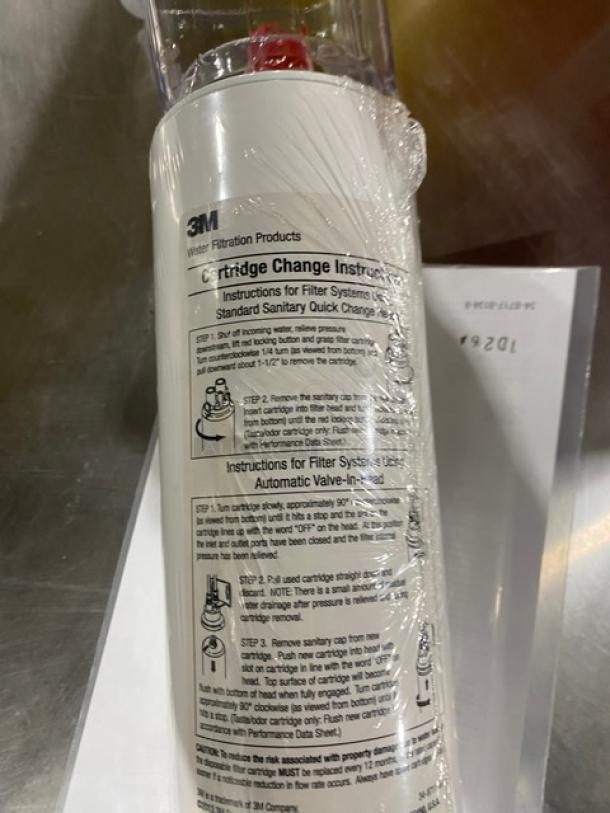 3M
Water Filtration Products
Cartridge Change Instruc
Instructions for Filter Systems
Standard Sanitary Quick Change
STEP 1. Shut off incoming water, relieve pressure
downstream, lift red locking button and grasp filter
Turn counterclockwise 1/4 turn (as viewed from bottom) and
pull downward about 1-1/2" to remove the cartridge.
STEP 2. Remove the sanitary cap from
Insert cartridge into filter head and
from bottom) until the red
(Taste/odor cartridge only: Flush
with Performance Data Sheet.)
Instructions for Filter Systems Using
Automatic Valve-In-Head
STEP 1. Turn cartridge slowly, approximately 90°
(as viewed from bottom) until it hits a stop and the
cartridge lines up with the word "OFF" on the head. At this position
the inlet and outlet ports have been closed and the filter internal
pressure has been relieved.
STEP 2. Pull used cartridge straight down and
discard. NOTE: There is a small amount
water drainage after pressure is relieved
cartridge removal.
STEP 3. Remove sanitary cap from new
cartridge. Push new cartridge into head with
slot on cartridge in line with the word "OFF" on
head. Top surface of cartridge will become
flush with bottom of head when fully engaged. Turn cartridge
approximately 90° clockwise (as viewed from bottom) until
hits a stop. (Taste/odor cartridge only: Flush new cartridge
accordance with Performance Data Sheet.)
CAUTION: To reduce the risk associated with property damage
the disposable filter cartridge MUST be replaced every 12 months,
sooner if a noticeable reduction in flow rate occurs. Always have
3M is a trademark of 3M Company.
©2013 3M
U.S.A.
34-8717-0134-0